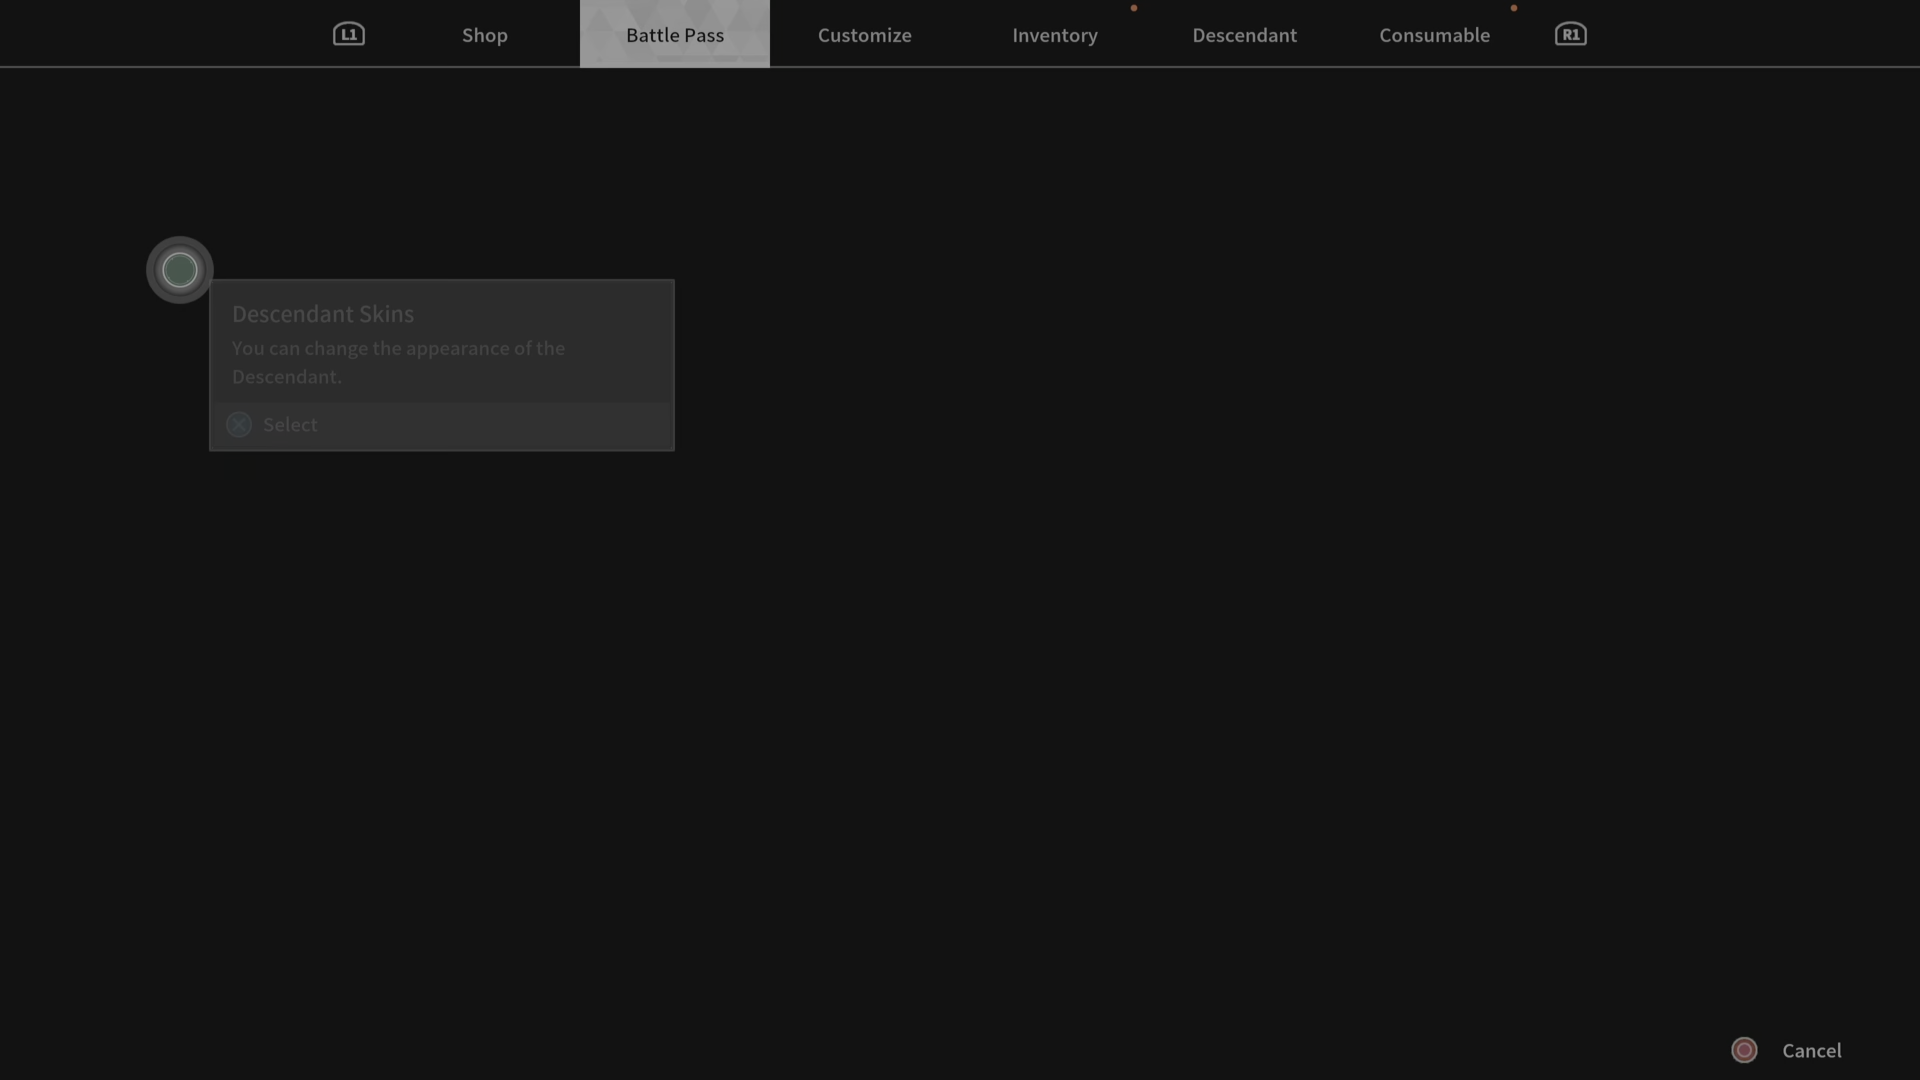 L1 Shop Battle Pass Customize Inventory Descendant Consumable R1
Descendant Skins
You can change the appearance of the
Descendant.
Select
Cancel